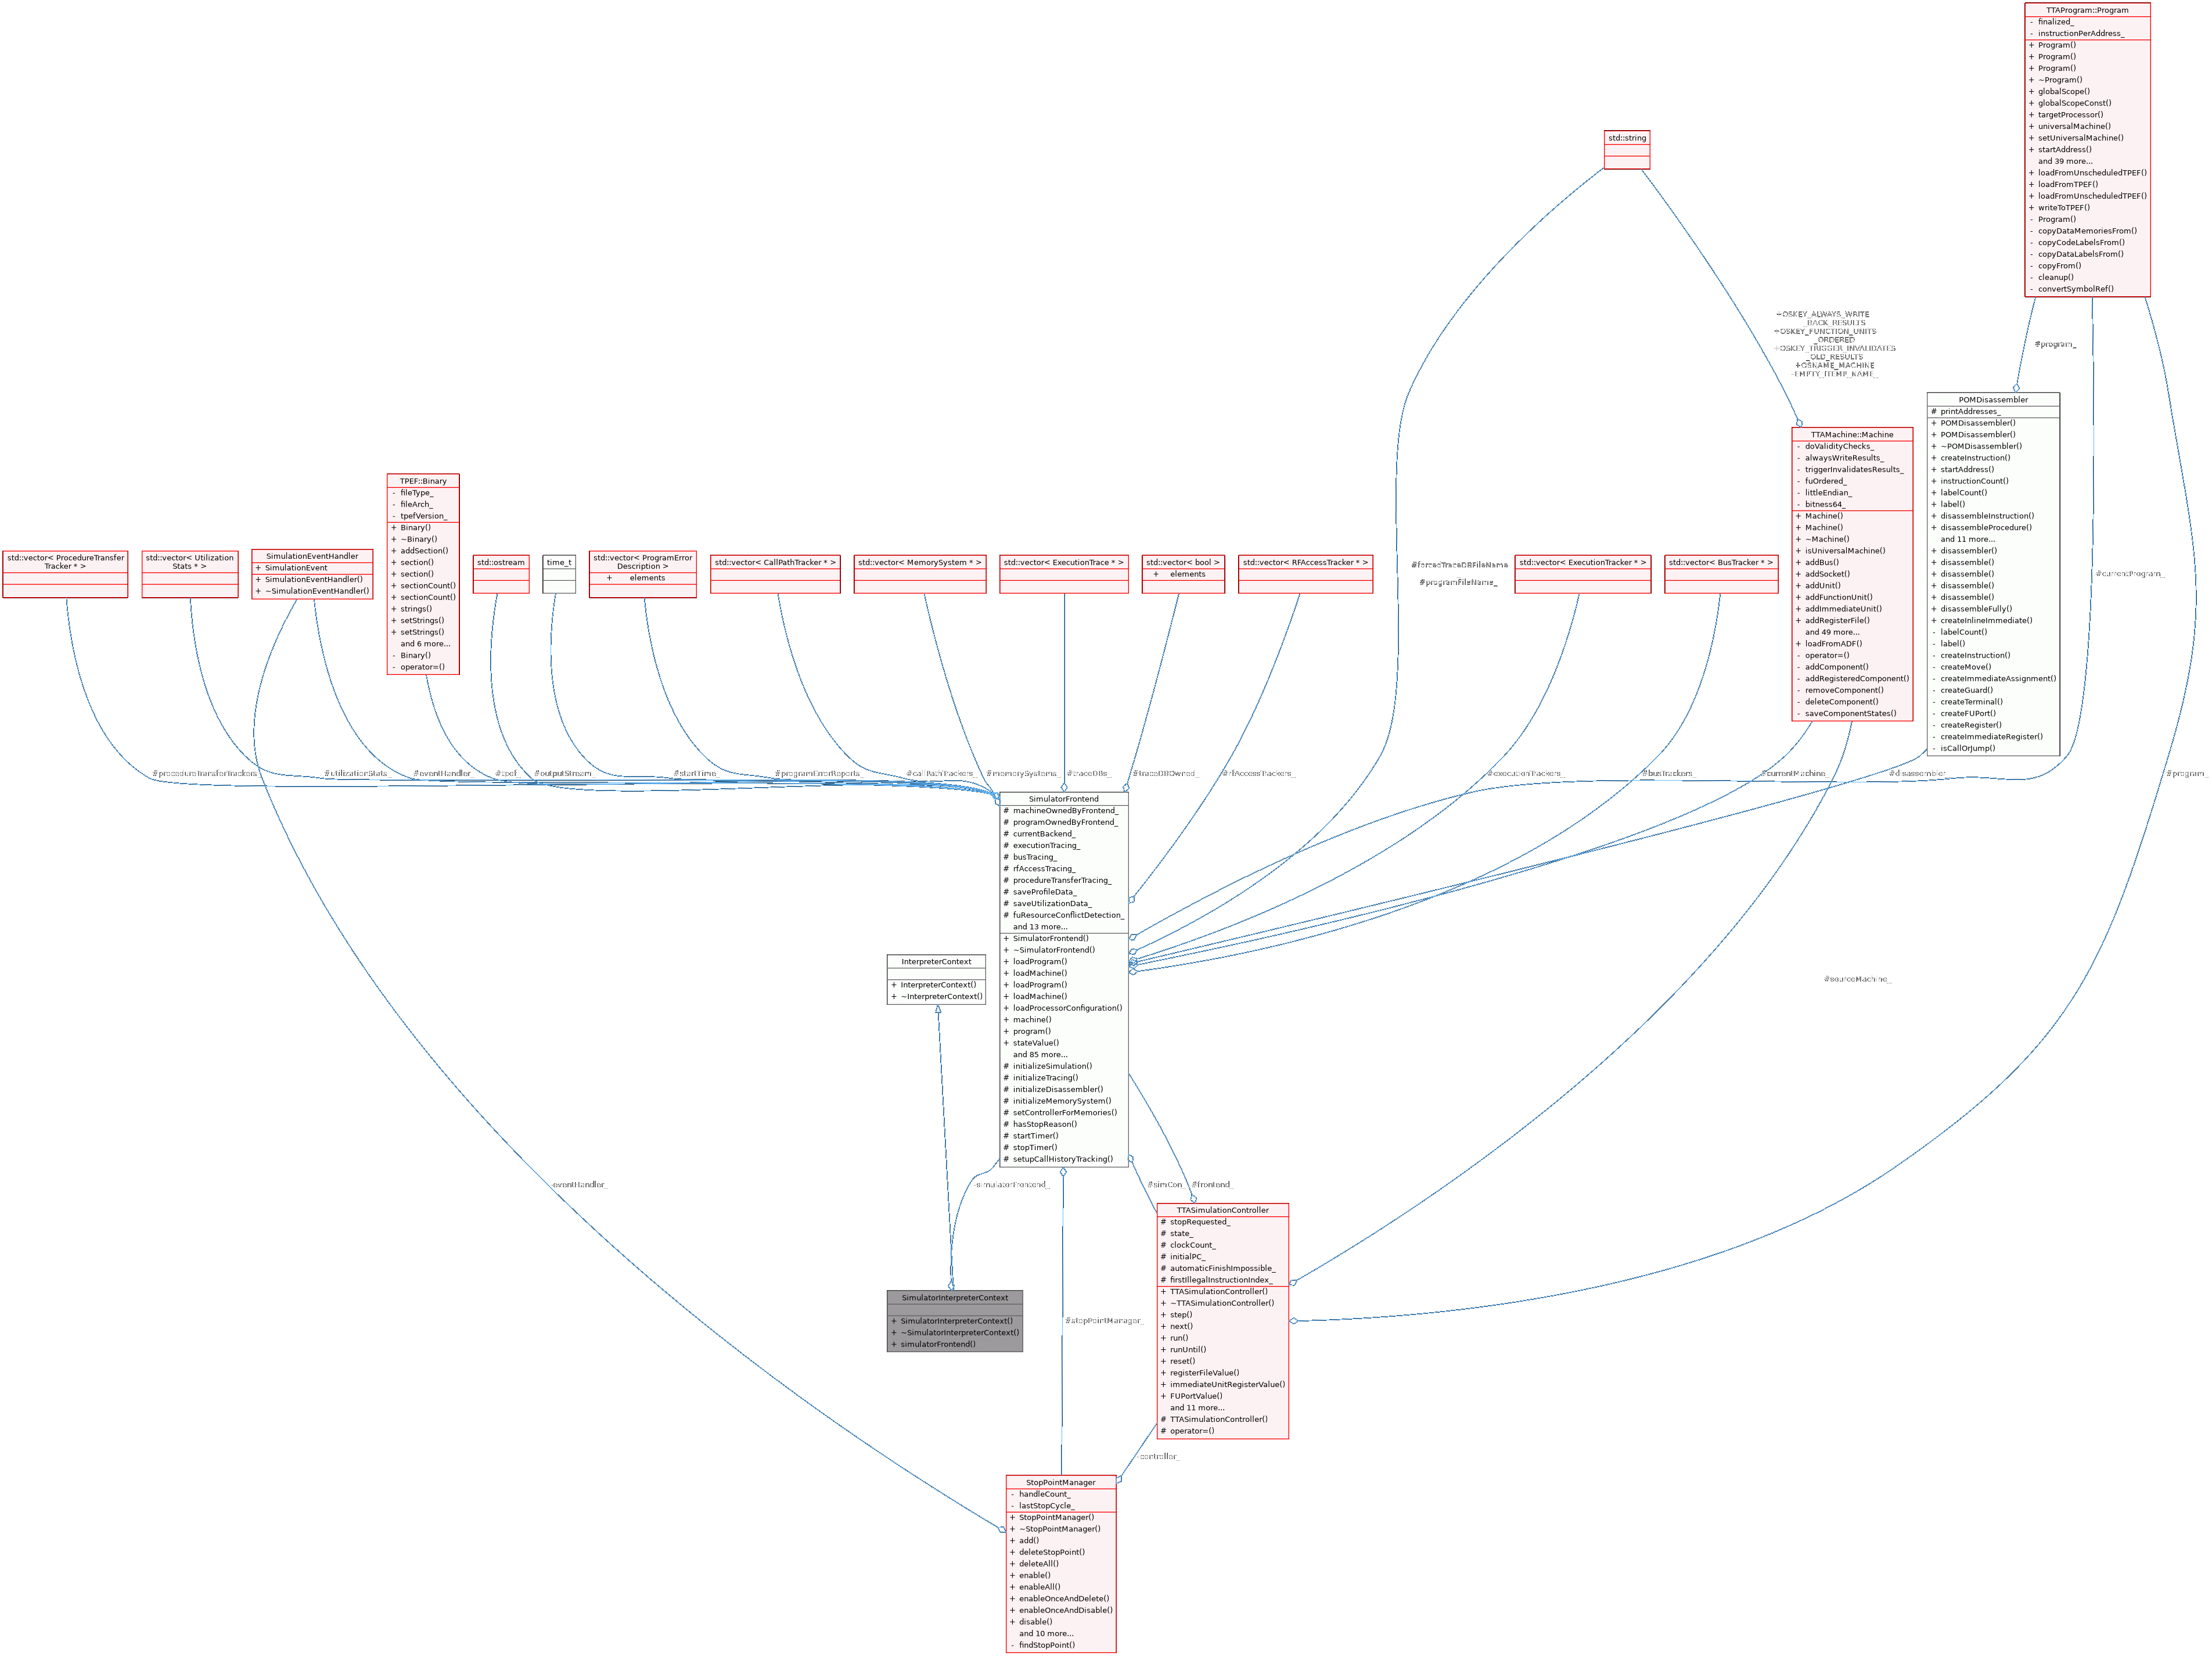 TTAProgram::Program
- finalized_
- instructionPerAddress_
+ Program()
+ Program()
+ Program()
+ ~Program()
+ globalScope()
+ globalScopeConst()
+ targetProcessor()
+ universalMachine()
+ setUniversalMachine()
+ startAddress()
and 39 more...
+ loadFromUnscheduledTPEF()
+ loadFromTPEF()
+ loadFromUnscheduledTPEF()
+ writeToTPEF()
- Program()
- copyDataMemoriesFrom()
- copyCodeLabelsFrom()
- copyDataLabelsFrom()
- copyFrom()
- cleanup()
- convertSymbolRef()
std::string
+OSKEY_ALWAYS_WRITE
_BACK_RESULTS
+OSKEY_FUNCTION_UNITS
_ORDERED
+OSKEY_TRIGGER_INVALIDATES
_OLD_RESULTS
+OSNAME_MACHINE
-EMPTY_ITEMP_NAME_
#program_
POMDisassembler
# printAddresses_
+ POMDisassembler()
+ POMDisassembler()
+ ~POMDisassembler()
+ createInstruction()
+ startAddress()
+ instructionCount()
+ labelCount()
+ label()
+ disassembleInstruction()
+ disassembleProcedure()
and 11 more...
+ disassembler()
+ disassemble()
+ disassemble()
+ disassemble()
+ disassemble()
+ disassembleFully()
+ createInlineImmediate()
- labelCount()
- label()
- createInstruction()
- createMove()
- createImmediateAssignment()
- createGuard()
- createTerminal()
- createFUPort()
- createRegister()
- createImmediateRegister()
- isCallOrJump()
TTAMachine::Machine
- doValidityChecks_
- alwaysWriteResults_
- triggerInvalidatesResults_
- fuOrdered_
- littleEndian_
- bitness64_
+ Machine()
+ Machine()
+ ~Machine()
+ isUniversalMachine()
+ addBus()
+ addSocket()
+ addUnit()
+ addFunctionUnit()
+ addImmediateUnit()
+ addRegisterFile()
and 49 more...
+ loadFromADF()
- operator=()
- addComponent()
- addRegisteredComponent()
- removeComponent()
- deleteComponent()
- saveComponentStates()
TPEF::Binary
- fileType_
- fileArch_
- tpefVersion_
+ Binary()
+ ~Binary()
+ addSection()
+ section()
+ section()
+ sectionCount()
+ sectionCount()
+ strings()
+ setStrings()
+ setStrings()
and 6 more...
- Binary()
- operator=()
std::vector< ProcedureTransfer
Tracker * >
std::vector< Utilization
Stats * >
SimulationEventHandler
+ SimulationEvent
+ SimulationEventHandler()
+ ~SimulationEventHandler()
std::ostream
time_t
std::vector< ProgramError
Description >
+ elements
std::vector< CallPathTracker * >
std::vector< MemorySystem * >
std::vector< ExecutionTrace * >
std::vector< bool >
+ elements
std::vector< RFAccessTracker * >
#forcedTraceDBFileName
#programFileName_
std::vector< ExecutionTracker * >
std::vector< BusTracker * >
#currentProgram_
#procedureTransferTrackers_
#utilizationStats_
#eventHandler_
#tpef_
#outputStream_
#startTime_
#programErrorReports_
#callPathTrackers_
#memorySystems_
#traceDBs_
#traceDBOwned_
#rfAccessTrackers_
#executionTrackers_
#busTrackers_
#currentMachine_
#disassembler_
#program_
SimulatorFrontend
# machineOwnedByFrontend_
# programOwnedByFrontend_
# currentBackend_
# executionTracing_
# busTracing_
# rfAccessTracing_
# procedureTransferTracing_
# saveProfileData_
# saveUtilizationData_
# fuResourceConflictDetection_
and 13 more...
+ SimulatorFrontend()
+ ~SimulatorFrontend()
+ loadProgram()
+ loadMachine()
+ loadProgram()
+ loadMachine()
+ loadProcessorConfiguration()
+ machine()
+ program()
+ stateValue()
and 85 more...
# initializeSimulation()
# initializeTracing()
# initializeDisassembler()
# initializeMemorySystem()
# setControllerForMemories()
# hasStopReason()
# startTimer()
# stopTimer()
# setupCallHistoryTracking()
InterpreterContext
+ InterpreterContext()
+ ~InterpreterContext()
#sourceMachine_
-eventHandler_
-simulatorFrontend_
#simCon_
#frontend_
TTASimulationController
# stopRequested_
# state_
# clockCount_
# initialPC_
# automaticFinishImpossible_
# firstIllegalInstructionIndex_
+ TTASimulationController()
+ ~TTASimulationController()
+ step()
+ next()
+ run()
+ runUntil()
+ reset()
+ registerFileValue()
+ immediateUnitRegisterValue()
+ FUPortValue()
and 11 more...
# TTASimulationController()
# operator=()
SimulatorInterpreterContext
+ SimulatorInterpreterContext()
+ ~SimulatorInterpreterContext()
+ simulatorFrontend()
#stopPointManager_
-controller_
StopPointManager
- handleCount_
- lastStopCycle_
+ StopPointManager()
+ ~StopPointManager()
+ add()
+ deleteStopPoint()
+ deleteAll()
+ enable()
+ enableAll()
+ enableOnceAndDelete()
+ enableOnceAndDisable()
+ disable()
and 10 more...
- findStopPoint()